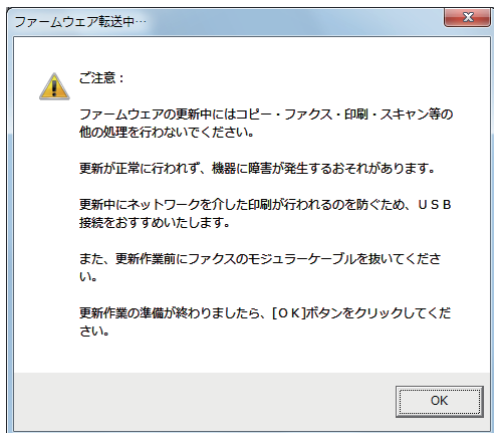 ファームウェア転送中…
ご注意：
ファームウェアの更新中にはコピー・ファクス・印刷・スキャン等の
他の処理を行わないでください。
更新が正常に行われず、機器に障害が発生するおそれがあります。
更新中にネットワークを介した印刷が行われるのを防ぐため、ＵＳＢ
接続をおすすめいたします。
また、更新作業前にファクスのモジュラーケーブルを抜いてくださ
い。
更新作業の準備が終わりましたら、[ＯＫ]ボタンをクリックしてくだ
さい。
OK